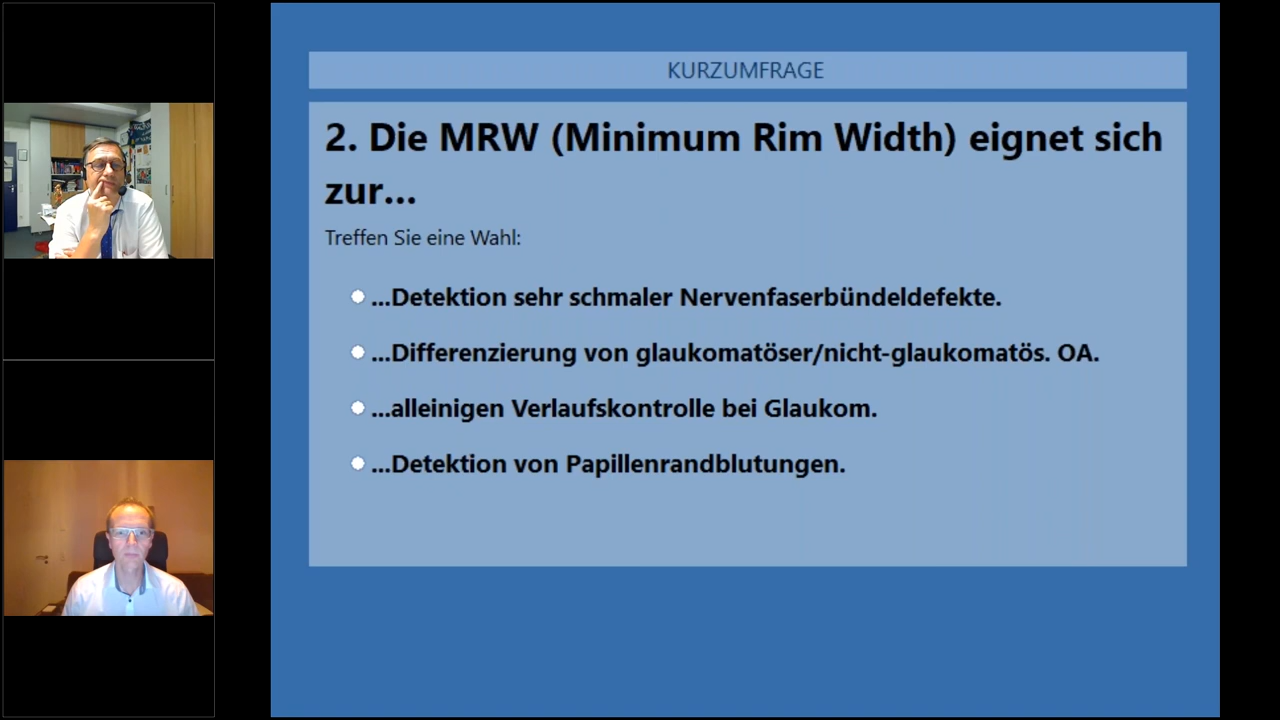 KURZUMFRAGE
2. Die MRW (Minimum Rim Width) eignet sich
zur...
Treffen Sie eine Wahl:
...Detektion sehr schmaler Nervenfaserbündeldefekte.
...Differenzierung von glaukomatöser/nicht-glaukomatös. OA.
...alleinigen Verlaufskontrolle bei Glaukom.
...Detektion von Papillenrandblutungen.